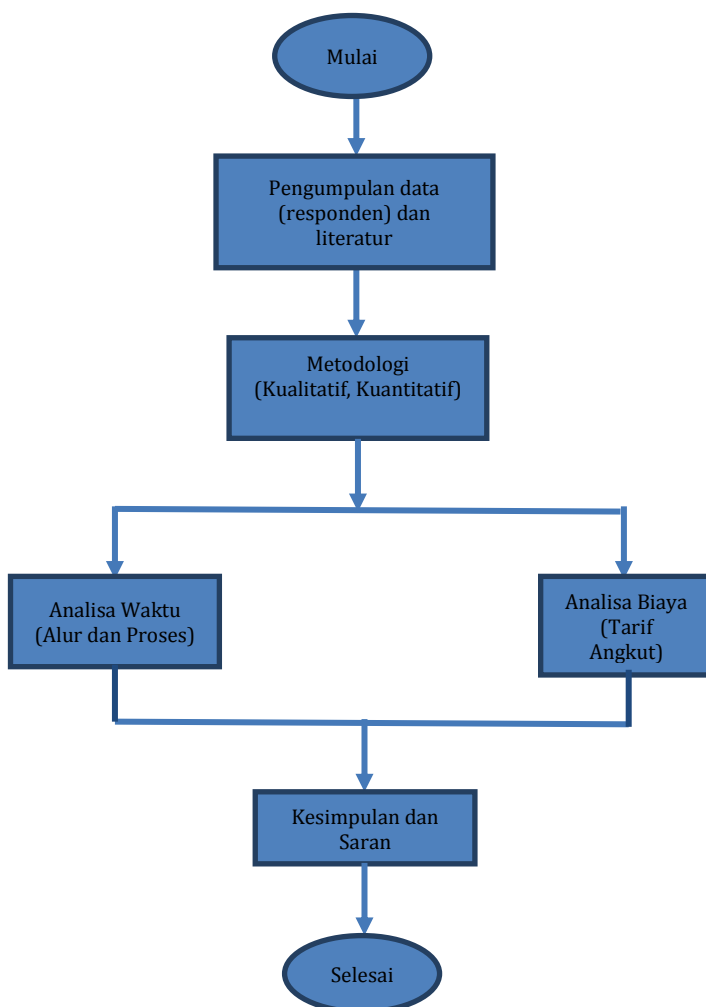 Mulai
Pengumpulan data
(responden) dan
literatur
Metodologi
(Kualitatif, Kuantitatif)
Analisa Waktu
(Alur dan Proses)
Analisa Biaya
(Tarif
Angkut)
Kesimpulan dan
Saran
Selesai